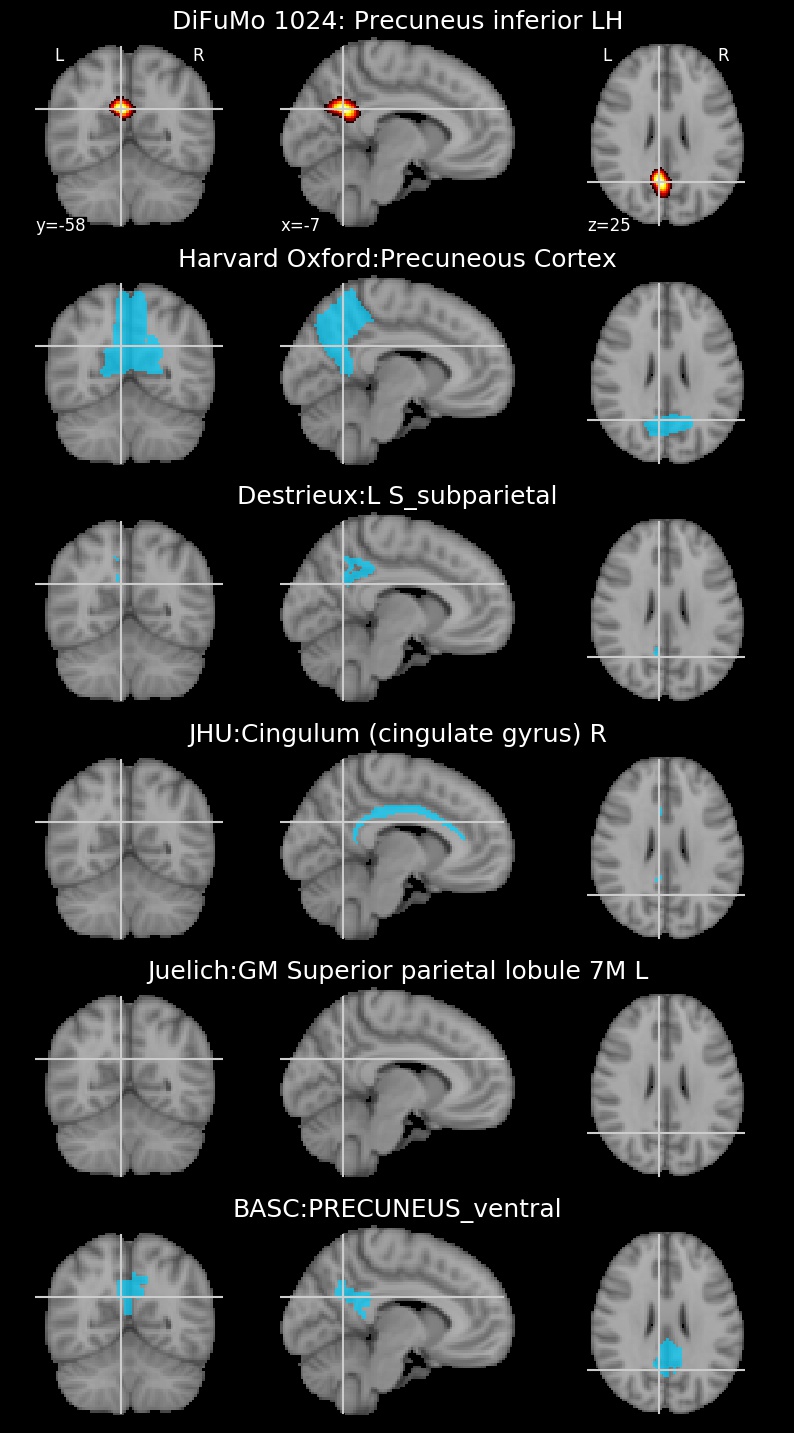 DiFuMo 1024: Precuneus inferior LH
L R L R
y=-58 x=-7 z=25
Harvard Oxford:Precuneous Cortex
Destrieux:L S_subparietal
JHU:Cingulum (cingulate gyrus) R
Juelich:GM Superior parietal lobule 7M L
BASC:PRECUNEUS_ventral